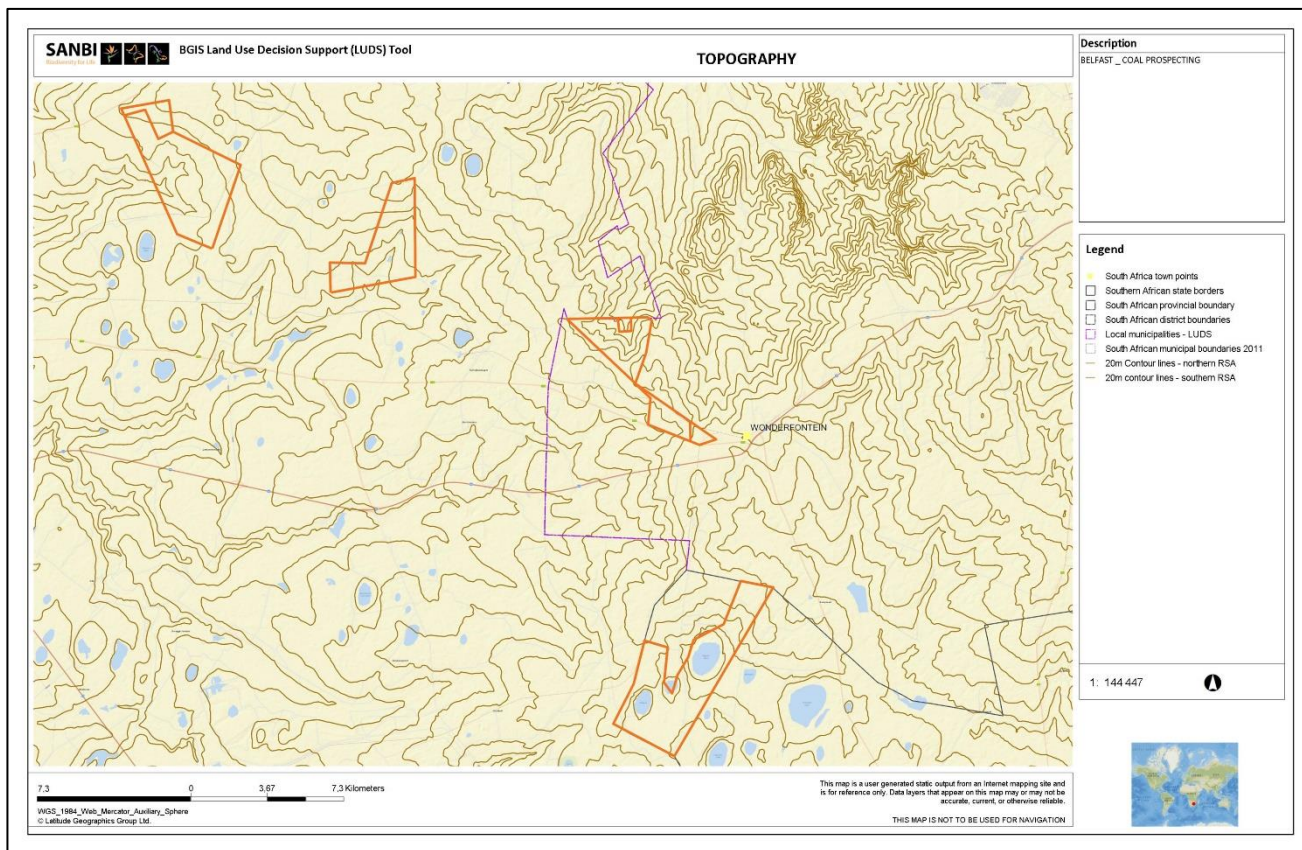 SANBI
Biodiversity for Life
BGIS Land Use Decision Support (LUDS) Tool
TOPOGRAPHY
Description
BELFAST _ COAL PROSPECTING
WONDERFONTEIN
Legend
South Africa town points
Southern African state borders
South African provincial boundary
South African district boundaries
Local municipalities - LUDS
South African municipal boundaries 2011
20m Contour lines - northern RSA
20m contour lines - southern RSA
1: 144 447
7.3 0 3.67 7,3 Kilometers
WGS_1984_Web_Mercator_Auxiliary_Sphere
© Latitude Geographics Group Ltd.
This map is a user generated static output from an Internet mapping site and
is for reference only. Data layers that appear on this map may or may not be
accurate, current, or otherwise reliable.
THIS MAP IS NOT TO BE USED FOR NAVIGATION